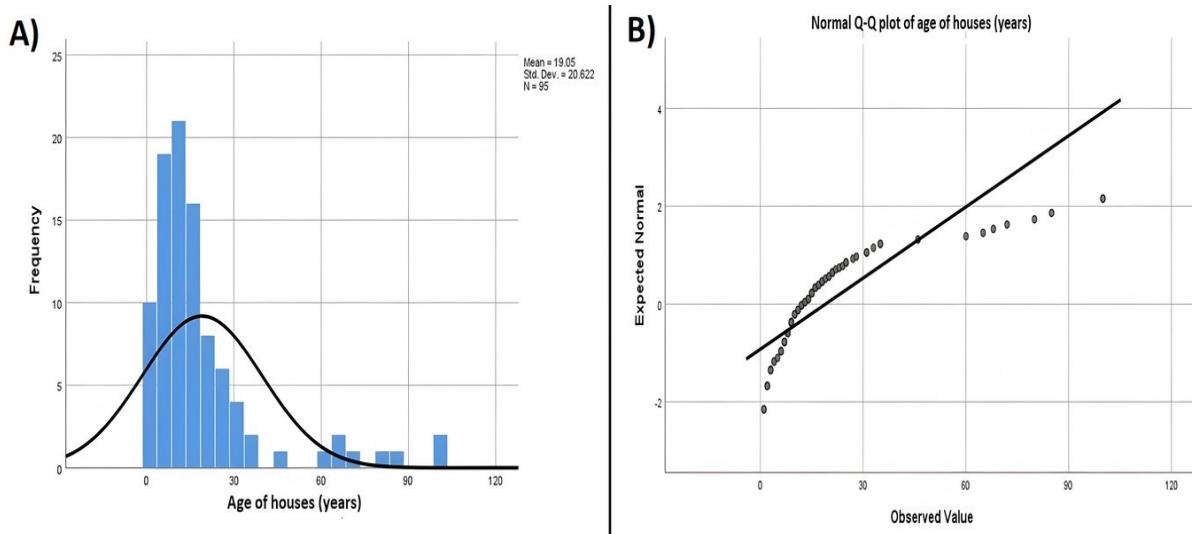 A)
Mean = 19.05
Std. Dev. = 20.622
N = 95
25
20
15
10
5
0
Frequency
0 30 60 90 120
Age of houses (years)
B)
Normal Q-Q plot of age of houses (years)
4
2
0
-2
Expected Normal
0 30 60 90 120
Observed Value